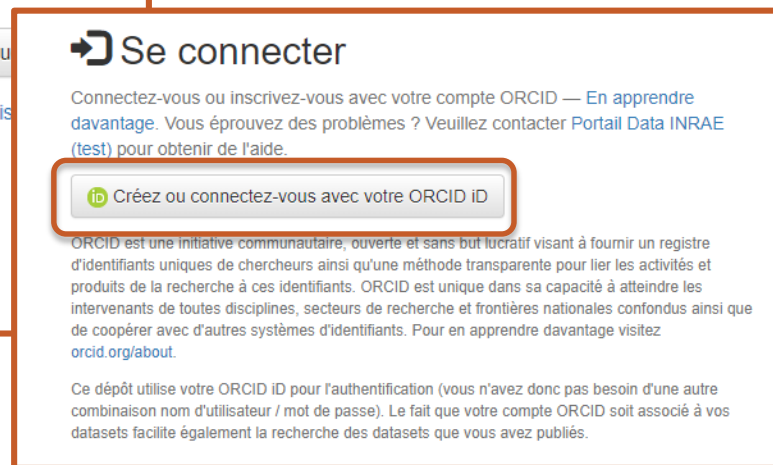 u
Se connecter
is
Connectez-vous ou inscrivez-vous avec votre compte ORCID — En apprendre
davantage. Vous éprouvez des problèmes ? Veuillez contacter Portail Data INRAE
(test) pour obtenir de l'aide.
iD Créez ou connectez-vous avec votre ORCID iD
ORCID est une initiative communautaire, ouverte et sans but lucratif visant à fournir un registre
d'identifiants uniques de chercheurs ainsi qu'une méthode transparente pour lier les activités et
produits de la recherche à ces identifiants. ORCID est unique dans sa capacité à atteindre les
intervenants de toutes disciplines, secteurs de recherche et frontières nationales confondus ainsi que
de coopérer avec d'autres systèmes d'identifiants. Pour en apprendre davantage visitez
orcid.org/about.
Ce dépôt utilise votre ORCID iD pour l'authentification (vous n'avez donc pas besoin d'une autre
combinaison nom d'utilisateur / mot de passe). Le fait que votre compte ORCID soit associé à vos
datasets facilite également la recherche des datasets que vous avez publiés.